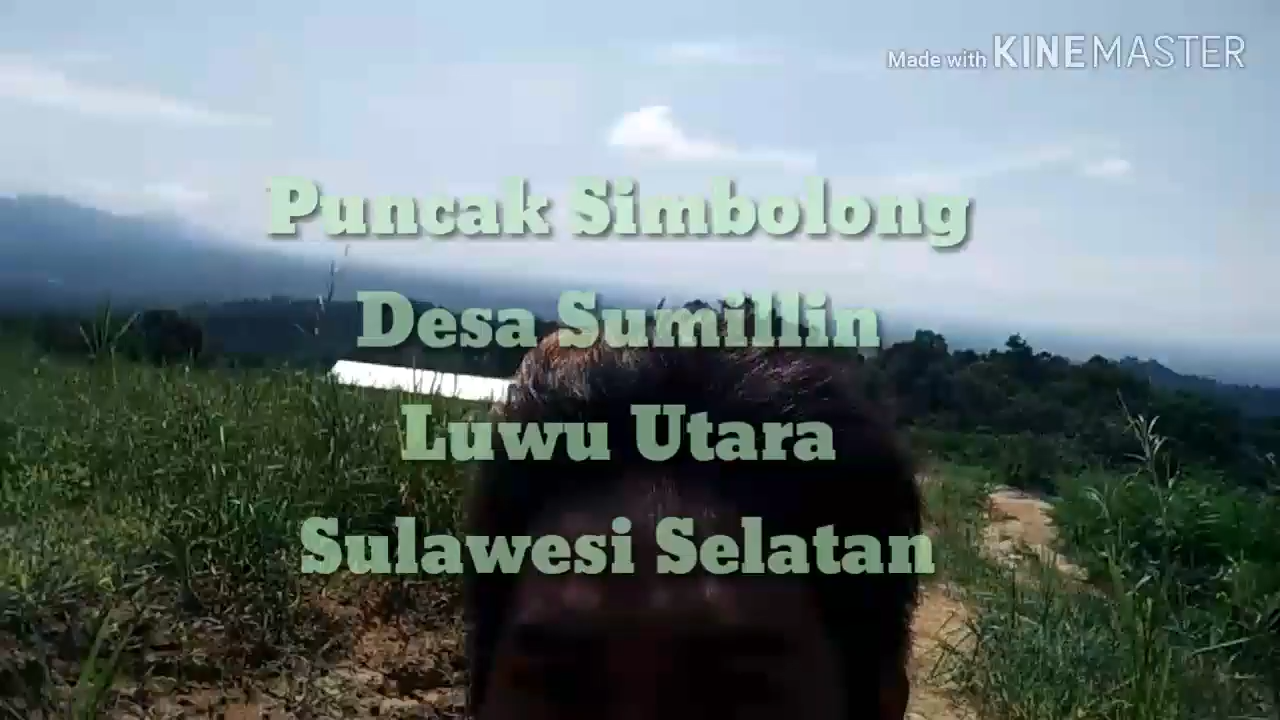 Made with KINEMASTER
Puncak Simbolong
Desa Sumillin
Luwu Utara
Sulawesi Selatan